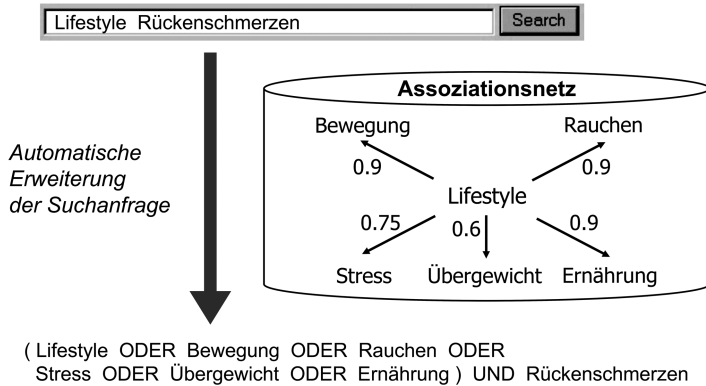 Lifestyle Rückenschmerzen Search
Assoziationsnetz
Bewegung Rauchen
Automatische
Erweiterung
der Suchanfrage
0.9 0.9
Lifestyle
0.75 0.6 0.9
Stress Übergewicht Ernährung
( Lifestyle ODER Bewegung ODER Rauchen ODER
Stress ODER Übergewicht ODER Ernährung ) UND Rückenschmerzen